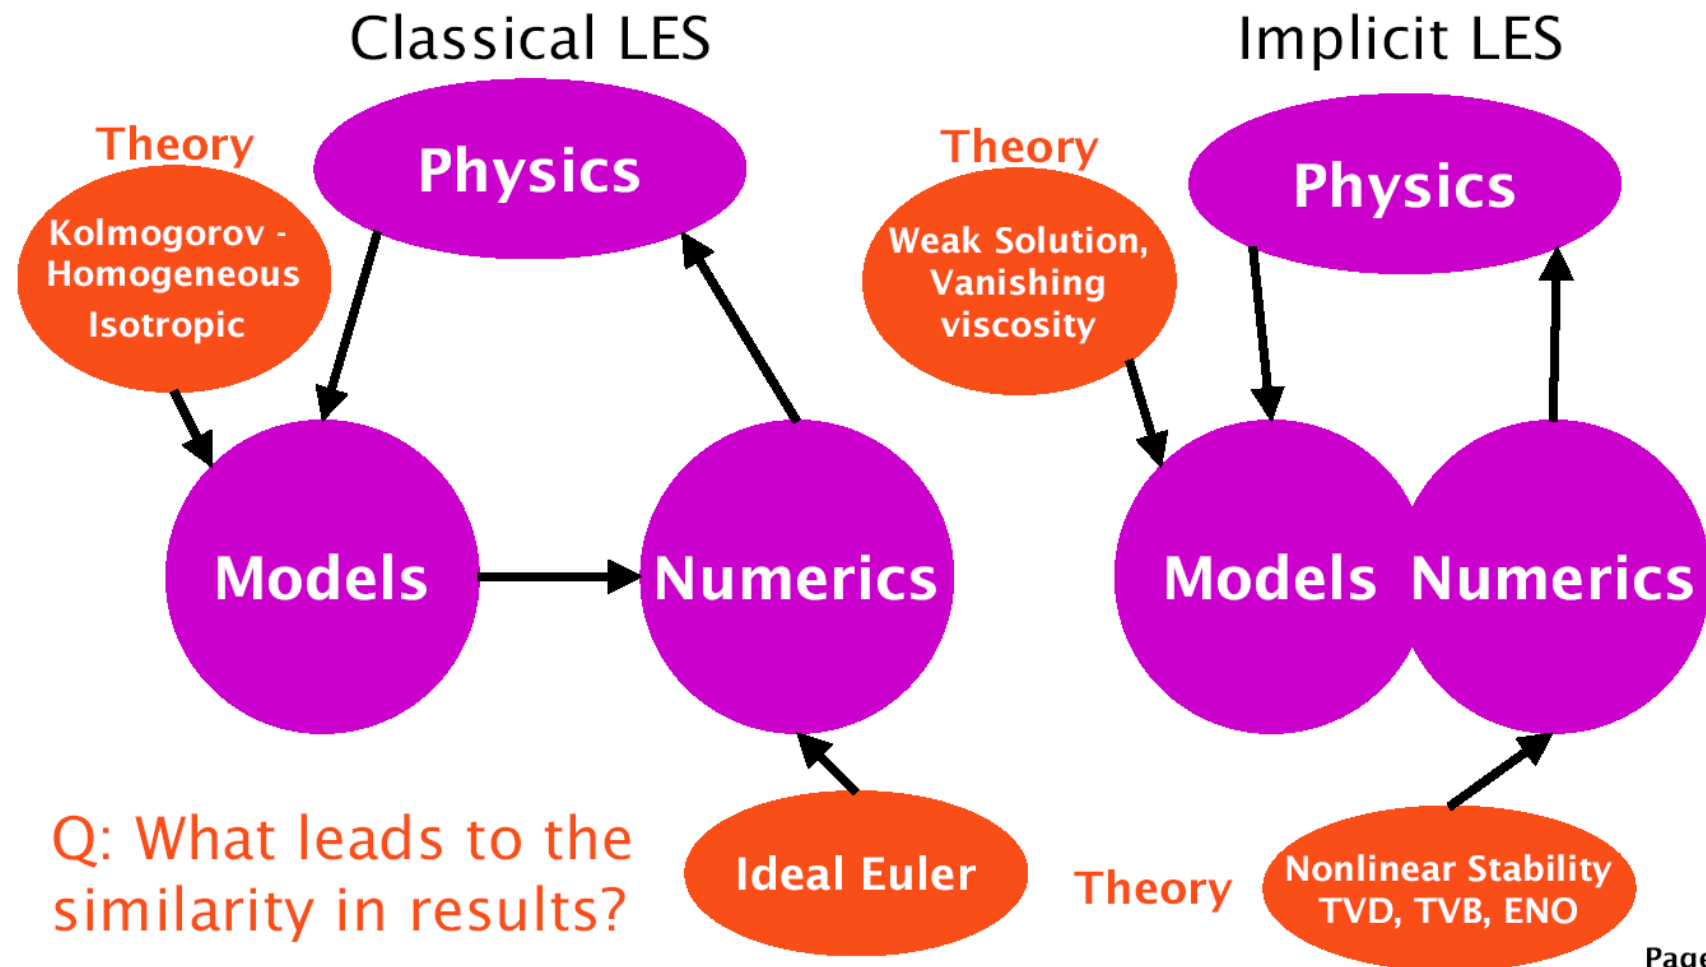 Classical LES
Theory
Physics
Kolmogorov -
Homogeneous
Isotropic
Models
Numerics
Ideal Euler
Q: What leads to the
similarity in results?
Implicit LES
Theory
Physics
Weak Solution,
Vanishing
viscosity
Models
Numerics
Theory
Nonlinear Stability
TVD, TVB, ENO
Page